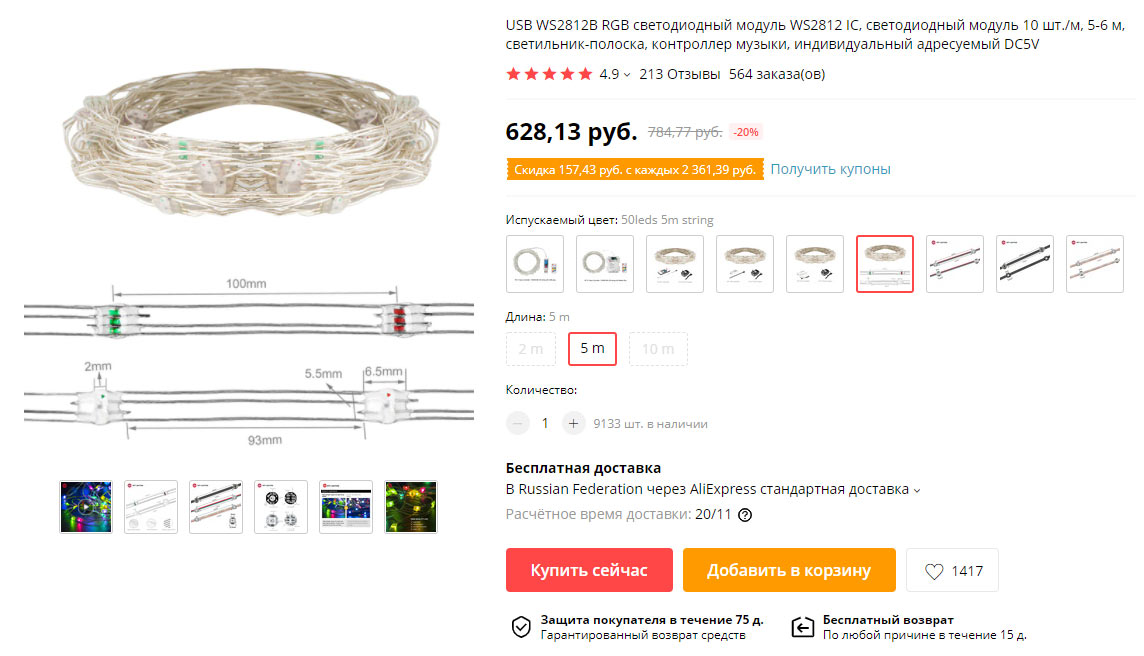 USB WS2812B RGB светодиодный модуль WS2812 IC, светодиодный модуль 10 шт./м, 5-6 м,
светильник-полоска, контроллер музыки, индивидуальный адресуемый DC5V
4.9 213 Отзывы 564 заказа(ов)
628,13 руб. 784,77 руб. -20%
Скидка 157,43 руб. с каждых 2 361,39 руб. Получить купоны
Испускаемый цвет: 50leds 5m string
100mm
2mm
5.5mm
6.5mm
93mm
Длина: 5 m
2 m 5 m 10 m
Количество:
1 9133 шт. в наличии
Бесплатная доставка
В Russian Federation через AliExpress стандартная доставка
Расчётное время доставки: 20/11
Купить сейчас Добавить в корзину 1417
Защита покупателя в течение 75 д.
Гарантированный возврат средств
Бесплатный возврат
По любой причине в течение 15 д.